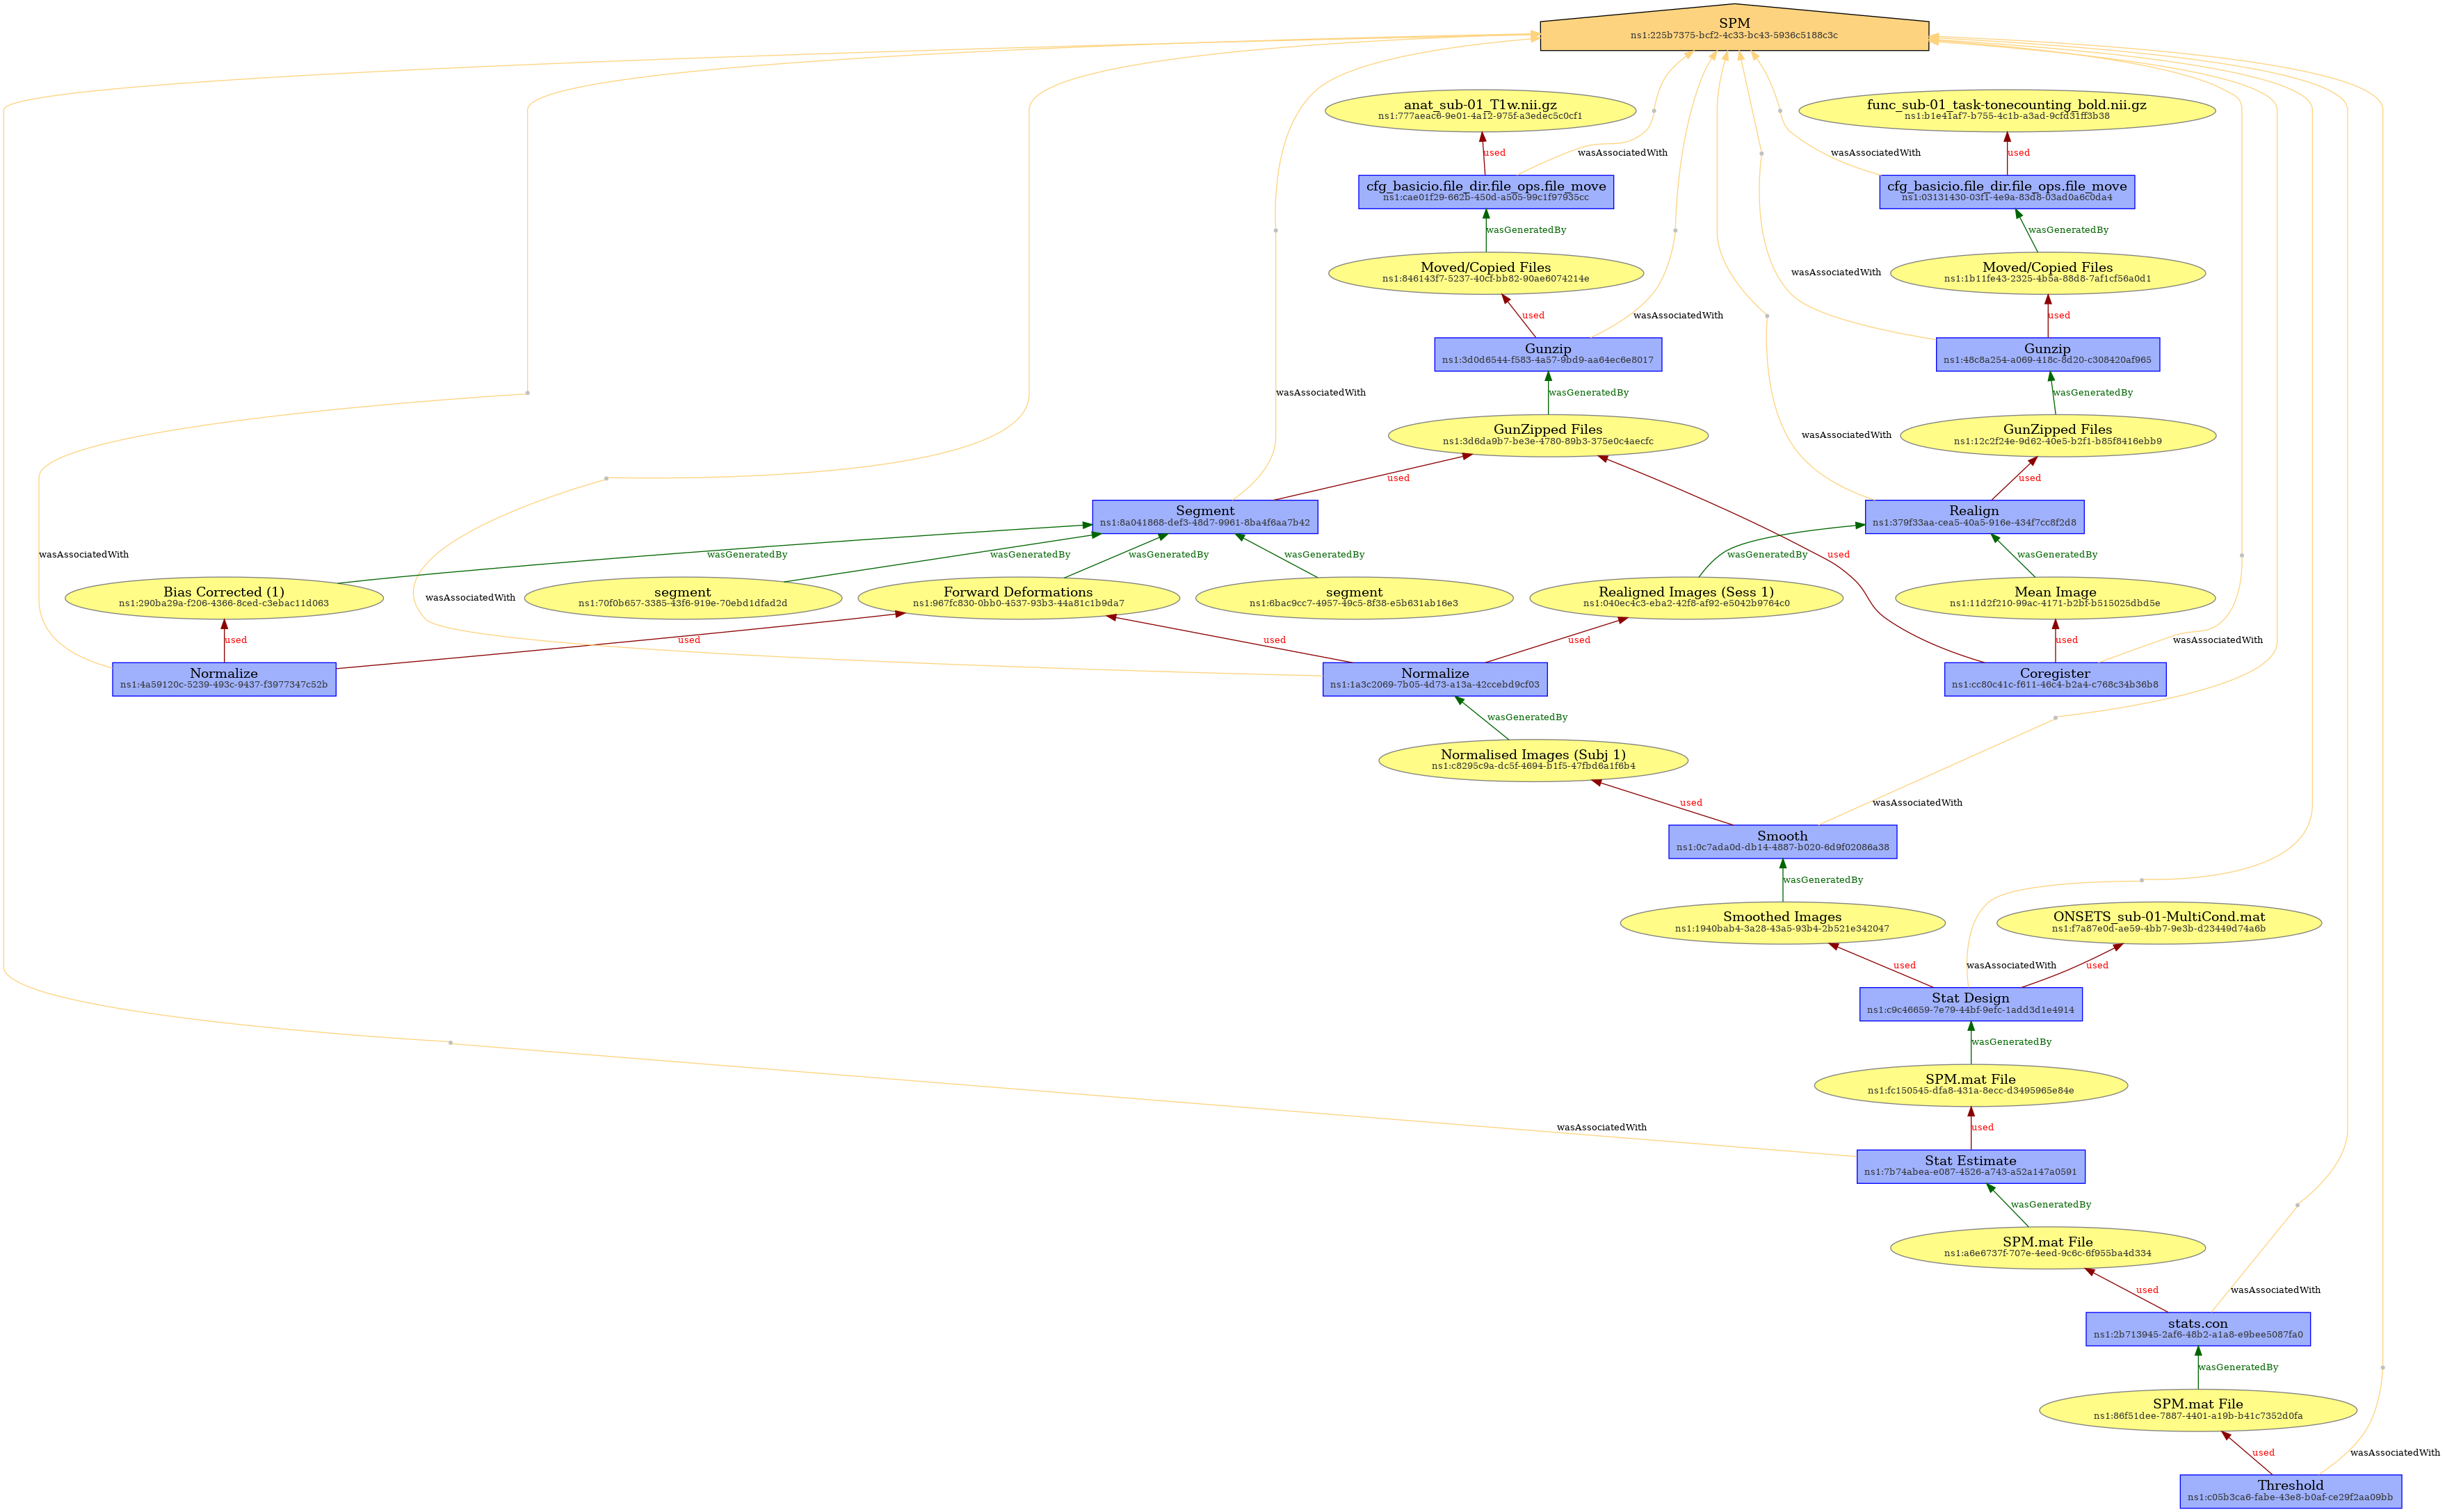 SPM
ns1:225b7375-bcf2-4c33-bc43-5936c5188c3c
anat_sub-01_T1w.nii.gz
ns1:777aeac6-9e01-4a12-975f-a3edec5c0cf1
func_sub-01_task-tonecounting_bold.nii.gz
ns1:b1e41af7-b755-4c1b-a3ad-9cfd31ff3b38
used
wasAssociatedWith
wasAssociatedWith
used
cfg_basicio.file_dir.file_ops.file_move
ns1:cae01f29-662b-450d-a505-99c1f97935cc
cfg_basicio.file_dir.file_ops.file_move
ns1:03131430-03f1-4e9a-83d8-03ad0a6c0da4
wasGeneratedBy
wasGeneratedBy
Moved/Copied Files
ns1:846143f7-5237-40cf-bb82-90ae6074214e
wasAssociatedWith
Moved/Copied Files
ns1:1b11fe43-2325-4b5a-88d8-7af1cf56a0d1
used
wasAssociatedWith
used
Gunzip
ns1:3d0d6544-f583-4a57-9bd9-aa64ec6e8017
Gunzip
ns1:48c8a254-a069-418c-8d20-c308420af965
wasAssociatedWith
wasGeneratedBy
wasGeneratedBy
GunZipped Files
ns1:3d6da9b7-be3e-4780-89b3-375e0c4aecfc
wasAssociatedWith
GunZipped Files
ns1:12c2f24e-9d62-40e5-b2f1-b85f8416ebb9
used
used
Segment
ns1:8a041868-def3-48d7-9961-8ba4f6aa7b42
Realign
ns1:379f33aa-cea5-40a5-916e-434f7cc8f2d8
wasAssociatedWith
wasGeneratedBy
wasGeneratedBy
wasGeneratedBy
wasGeneratedBy
wasGeneratedBy
used
wasGeneratedBy
Bias Corrected (1)
ns1:290ba29a-f206-4366-8ced-c3ebac11d063
wasAssociatedWith
segment
ns1:70f0b657-3385-43f6-919e-70ebd1dfad2d
Forward Deformations
ns1:967fc830-0bb0-4537-93b3-44a81c1b9da7
segment
ns1:6bac9cc7-4957-49c5-8f38-e5b631ab16e3
Realigned Images (Sess 1)
ns1:040ec4c3-eba2-42f8-af92-e5042b9764c0
Mean Image
ns1:11d2f210-99ac-4171-b2bf-b515025dbd5e
used
used
used
used
used
wasAssociatedWith
Normalize
ns1:4a59120c-5239-493c-9437-f3977347c52b
Normalize
ns1:1a3c2069-7b05-4d73-a13a-42ccebd9cf03
Coregister
ns1:cc80c41c-f611-46c4-b2a4-c768c34b36b8
wasGeneratedBy
Normalised Images (Subj 1)
ns1:c8295c9a-dc5f-4694-b1f5-47fbd6a1f6b4
used
wasAssociatedWith
Smooth
ns1:0c7ada0d-db14-4887-b020-6d9f02086a38
wasGeneratedBy
Smoothed Images
ns1:1940bab4-3a28-43a5-93b4-2b521e342047
ONSETS_sub-01-MultiCond.mat
ns1:f7a87e0d-ae59-4bb7-9e3b-d23449d74a6b
used
wasAssociatedWith
used
Stat Design
ns1:c9c46659-7e79-44bf-9efc-1add3d1e4914
wasGeneratedBy
SPM.mat File
ns1:fc150545-dfa8-431a-8ecc-d3495965e84e
wasAssociatedWith
used
Stat Estimate
ns1:7b74abea-e087-4526-a743-a52a147a0591
wasGeneratedBy
SPM.mat File
ns1:a6e6737f-707e-4eed-9c6c-6f955ba4d334
used
wasAssociatedWith
stats.con
ns1:2b713945-2af6-48b2-a1a8-e9bee5087fa0
wasGeneratedBy
SPM.mat File
ns1:86f51dee-7887-4401-a19b-b41c7352d0fa
used
wasAssociatedWith
Threshold
ns1:c05b3ca6-fabe-43e8-b0af-ce29f2aa09bb